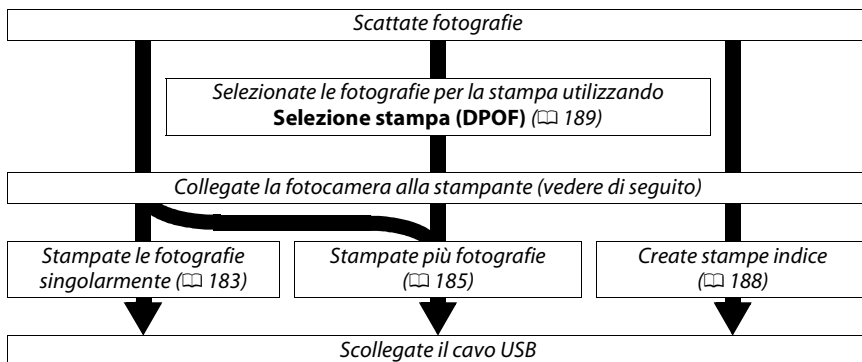 Scattate fotografie
Selezionate le fotografie per la stampa utilizzando
Selezione stampa (DPOF) (📖 189)
Collegate la fotocamera alla stampante (vedere di seguito)
Stampate le fotografie
singolarmente (📖 183)
Stampate più fotografie
(📖 185)
Create stampe indice
(📖 188)
Scollegate il cavo USB